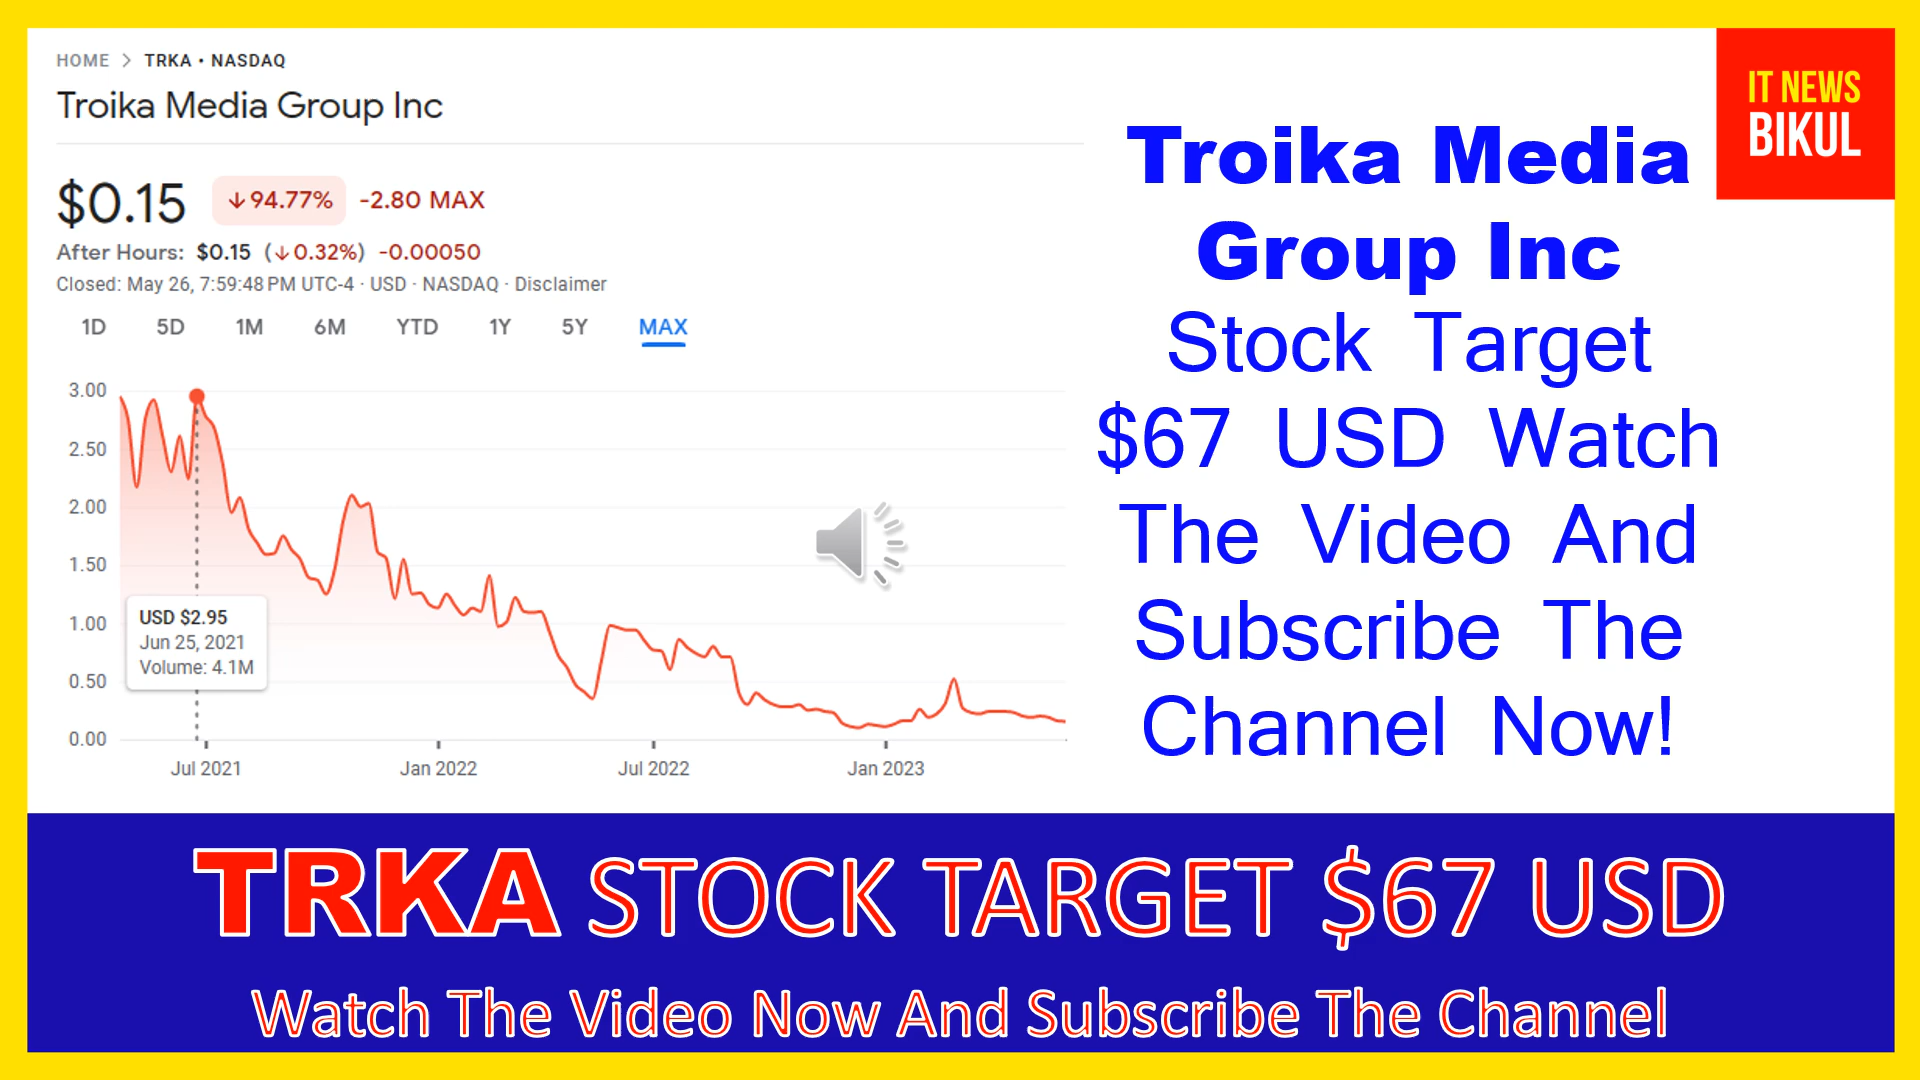 HOME > TRKA • NASDAQ
Troika Media Group Inc
$0.15 ↓94.77% -2.80 MAX
After Hours: $0.15 (↓0.32%) -0.00050
Closed: May 26, 7:59:48 PM UTC-4 · USD · NASDAQ · Disclaimer
1D 5D 1M 6M YTD 1Y 5Y MAX
3.00
2.50
2.00
1.50
1.00
0.50
0.00
USD $2.95
Jun 25, 2021
Volume: 4.1M
Jul 2021 Jan 2022 Jul 2022 Jan 2023
IT NEWS
BIKUL
Troika Media
Group Inc
Stock Target
$67 USD Watch
The Video And
Subscribe The
Channel Now!
TRKA STOCK TARGET $67 USD
Watch The Video Now And Subscribe The Channel